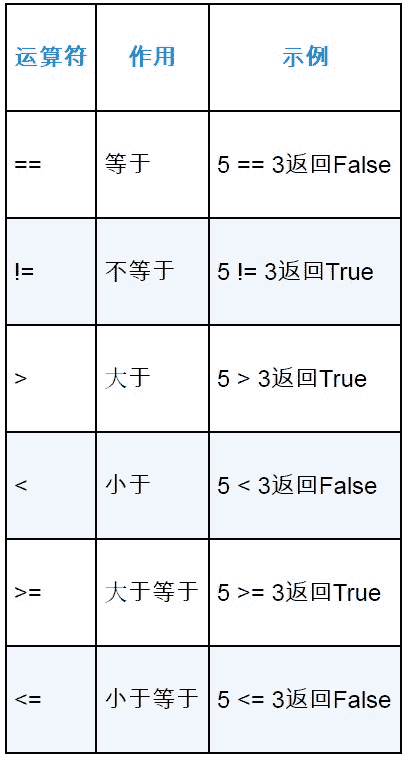 运算符 作用 示例
== 等于 5 == 3返回False
!= 不等于 5 != 3返回True
> 大于 5 > 3返回True
< 小于 5 < 3返回False
>= 大于等于 5 >= 3返回True
<= 小于等于 5 <= 3返回False